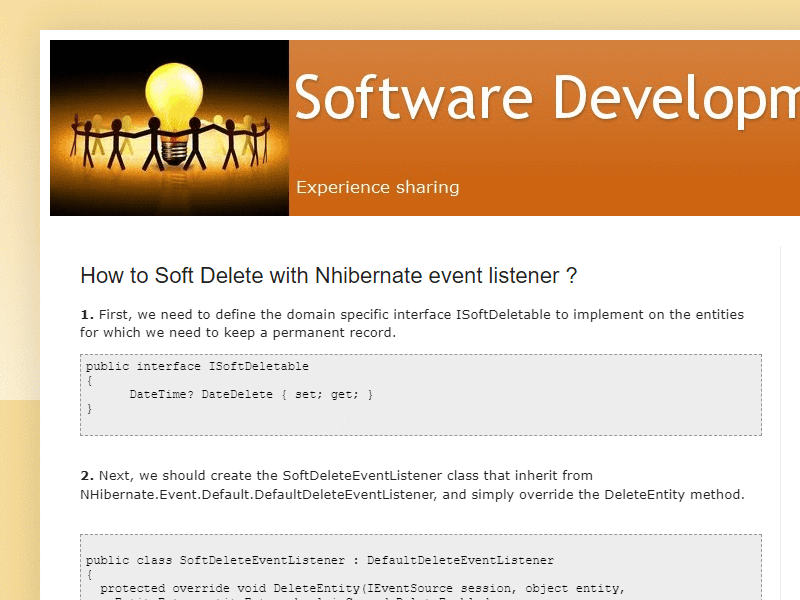 Software Developm
Experience sharing
How to Soft Delete with Nhibernate event listener ?
1. First, we need to define the domain specific interface ISoftDeletable to implement on the entities
for which we need to keep a permanent record.
public interface ISoftDeletable
{
DateTime? DateDelete { set; get; }
}
2. Next, we should create the SoftDeleteEventListener class that inherit from
NHibernate.Event.Default.DefaultDeleteEventListener, and simply override the DeleteEntity method.
public class SoftDeleteEventListener : DefaultDeleteEventListener
{
protected override void DeleteEntity(IEventSource session, object entity,